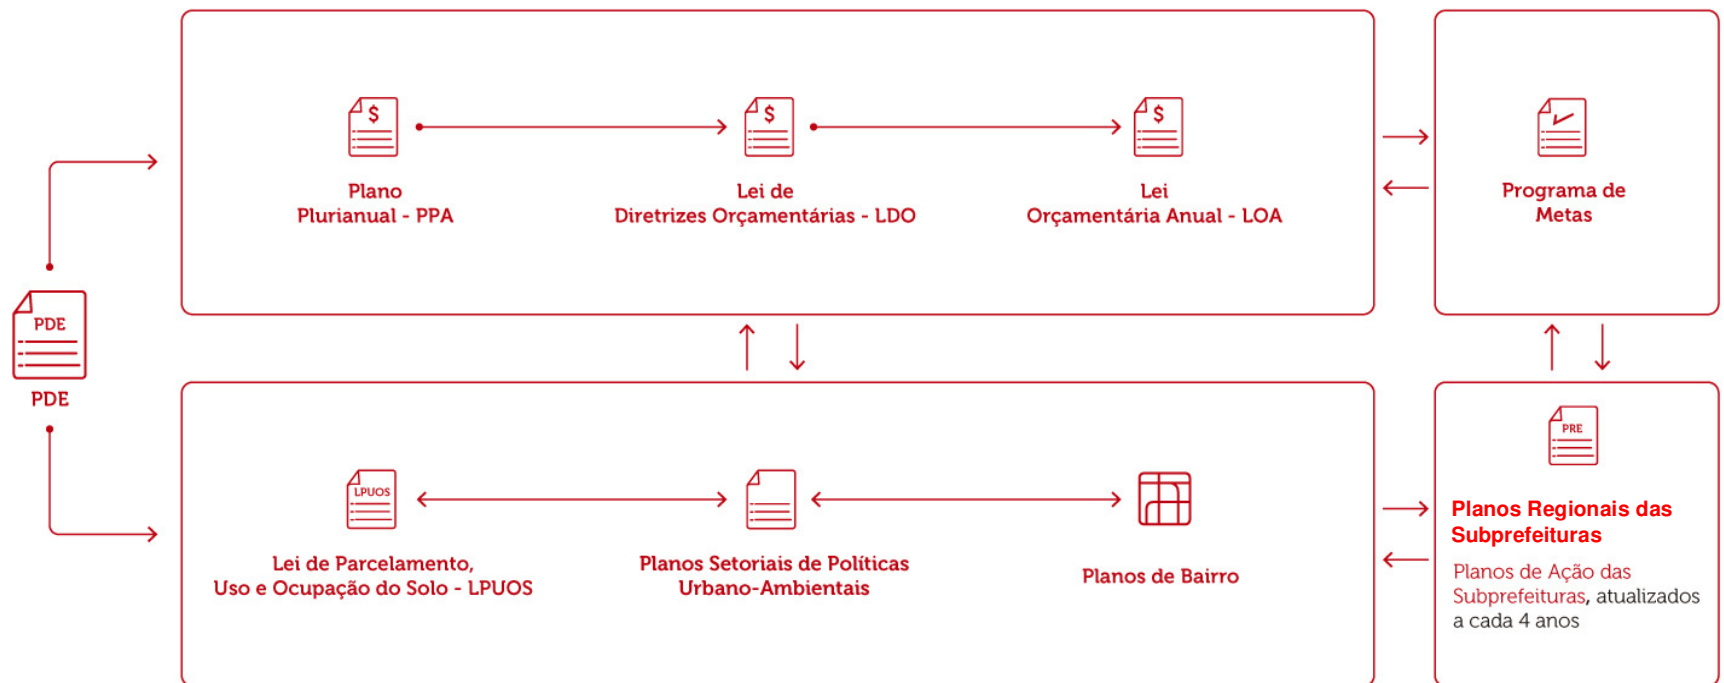 $
$
$
Plano
Plurianual - PPA
Lei de
Diretrizes Orçamentárias - LDO
Lei
Orçamentária Anual - LOA
Programa de
Metas
PDE
PDE
LPUOS
Lei de Parcelamento,
Uso e Ocupação do Solo - LPUOS
Planos Setoriais de Políticas
Urbano-Ambientais
Planos de Bairro
PRE
Planos Regionais das
Subprefeituras
Planos de Ação das
Subprefeituras, atualizados
a cada 4 anos